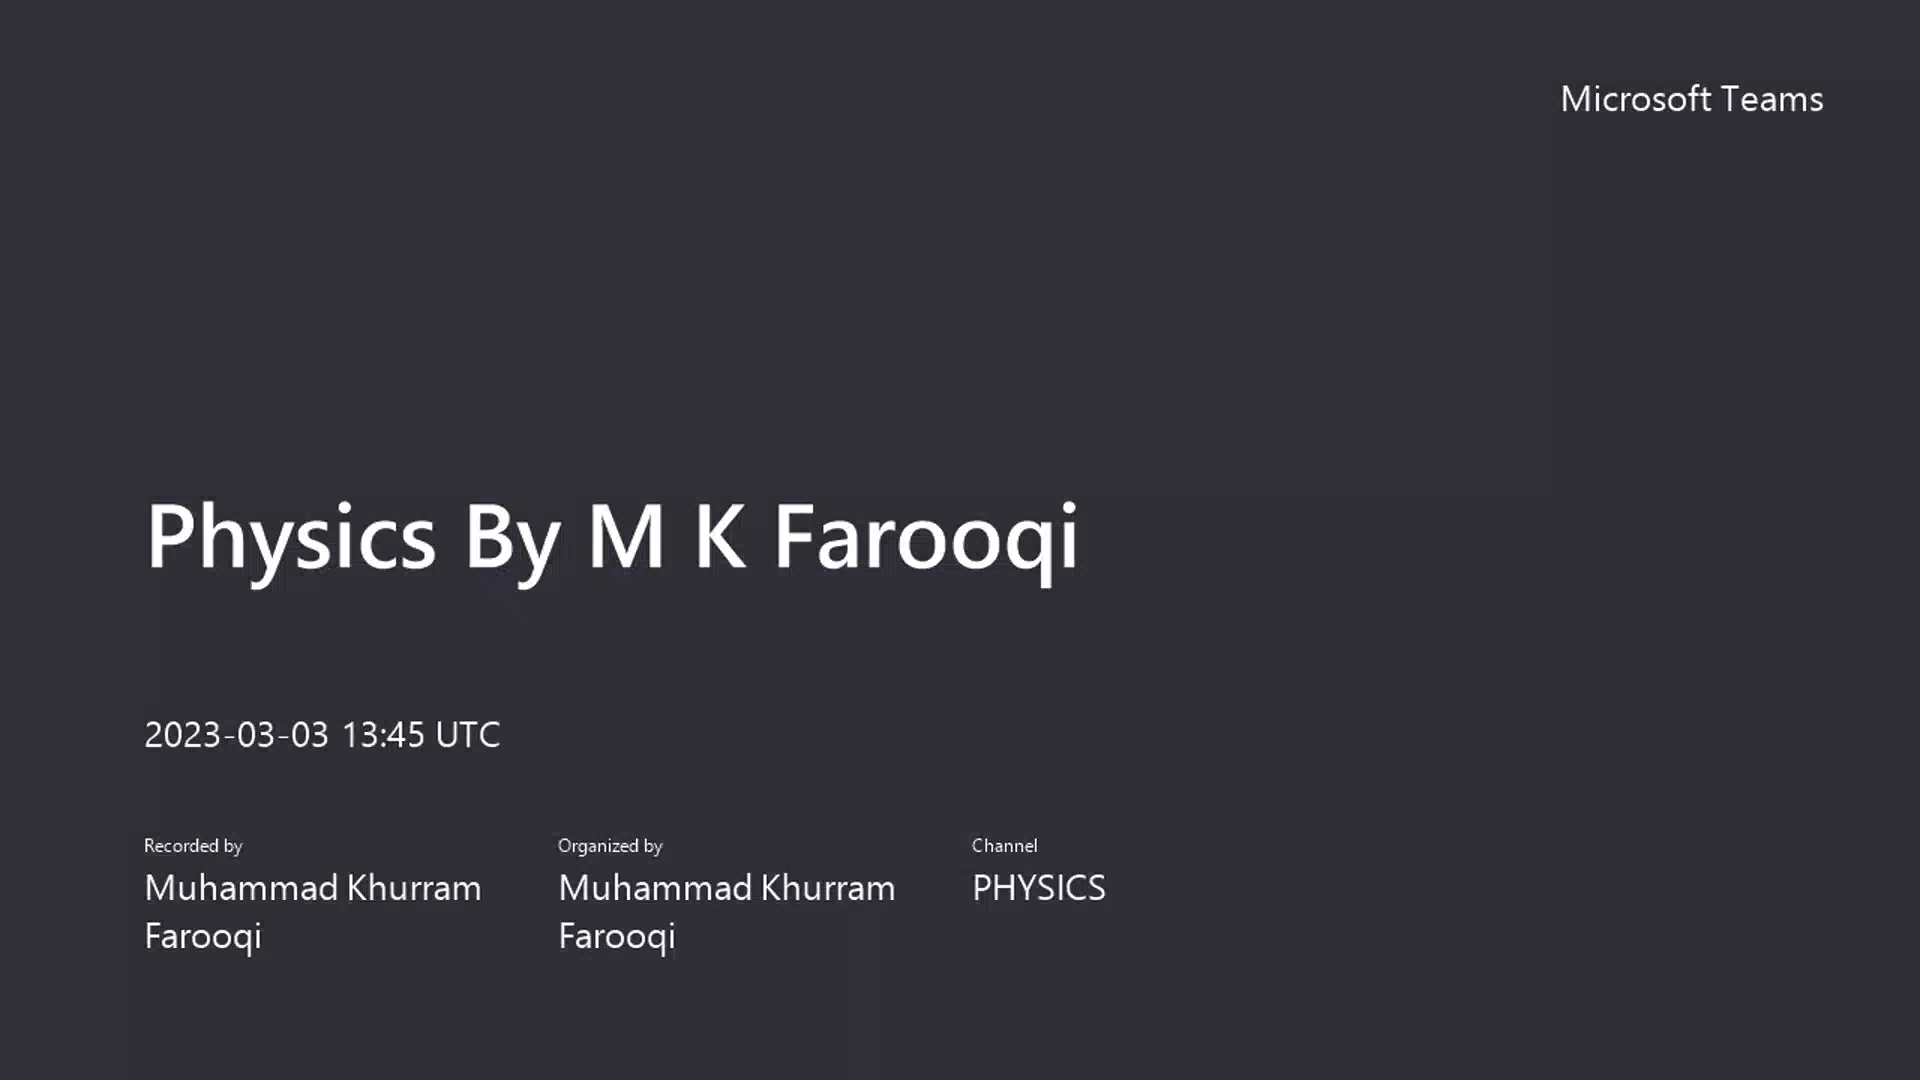 Microsoft Teams
Physics By M K Farooqi
2023-03-03 13:45 UTC
Recorded by
Muhammad Khurram
Farooqi
Organized by
Muhammad Khurram
Farooqi
Channel
PHYSICS